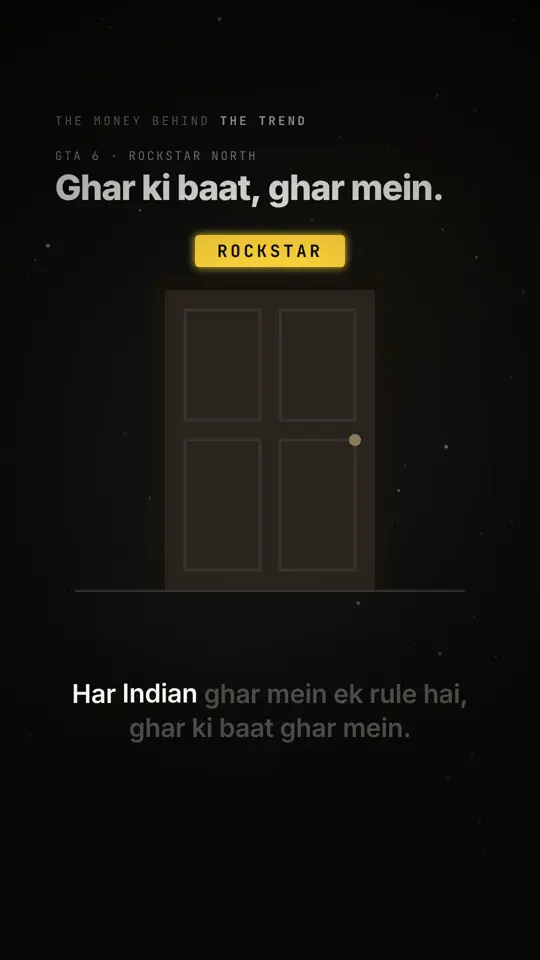 THE MONEY BEHIND THE TREND
GTA 6 · ROCKSTAR NORTH
Ghar ki baat, ghar mein.
ROCKSTAR
Har Indian ghar mein ek rule hai,
ghar ki baat ghar mein.